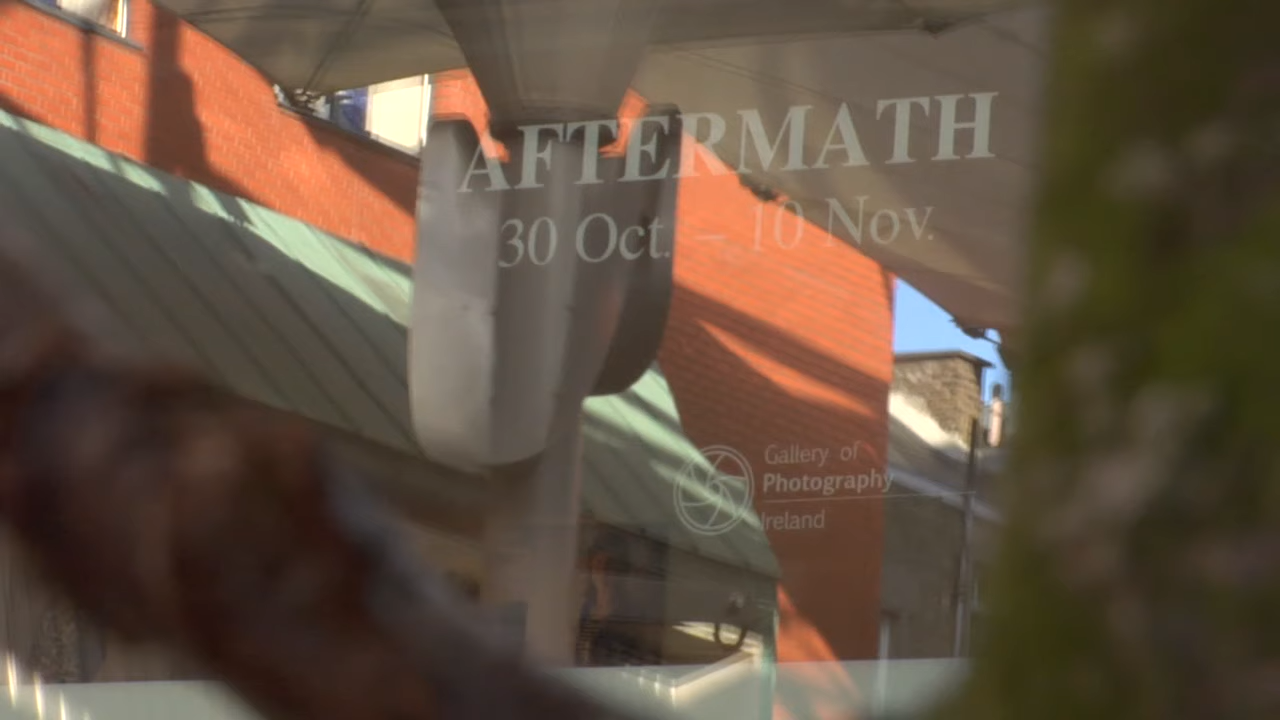 AFTERMATH
30 Oct. – 10 Nov.
Gallery of
Photography
Ireland